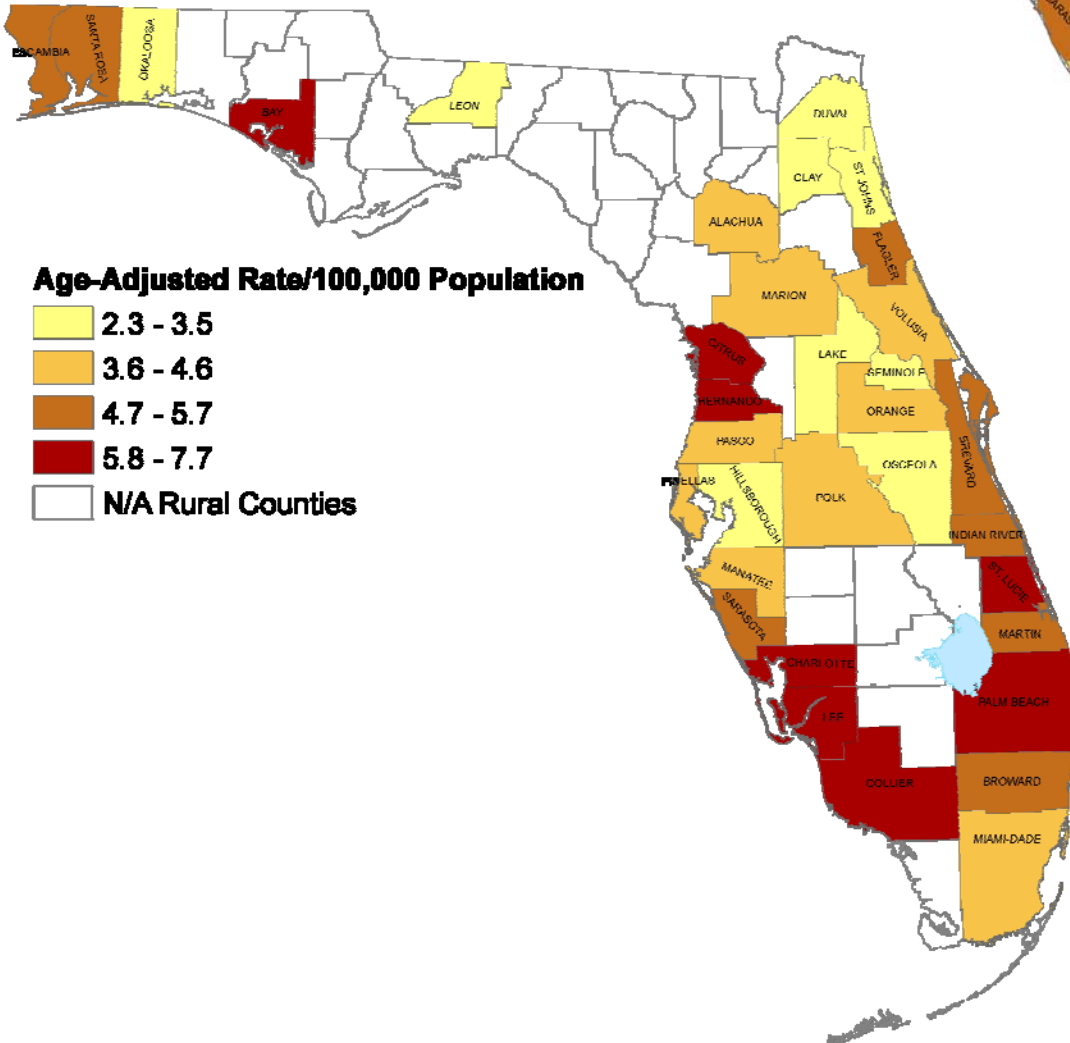 ESCAMBIA
SANTA ROSA
OKALOOSA
BAY
LEON
DUVAL
CLAY
ST JOHNS
ALACHUA
FLAGLER
MARION
VOLUSIA
Age-Adjusted Rate/100,000 Population
2.3 - 3.5
3.6 - 4.6
4.7 - 5.7
5.8 - 7.7
N/A Rural Counties
CITRUS
LAKE
SEMINOLE
HERNANDO
ORANGE
PASCO
OSCEOLA
BREVARD
HILLSBOROUGH
PINELLAS
POLK
INDIAN RIVER
MANATEE
ST. LUCIE
SARASOTA
MARTIN
CHARLOTTE
PALM BEACH
LEE
COLLIER
BROWARD
MIAMI-DADE